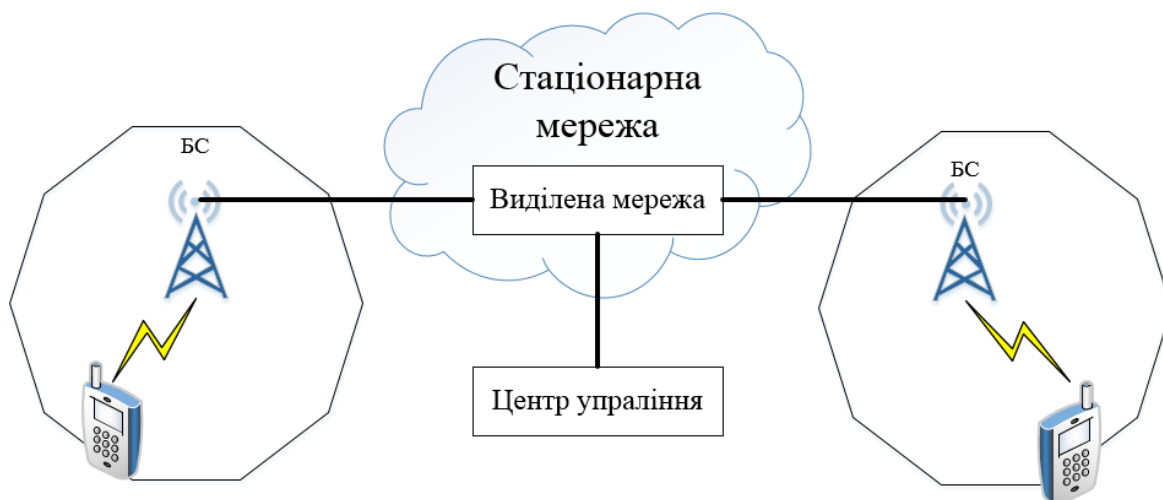 Стаціонарна
мережа
БС
БС
Виділена мережа
Центр упраління